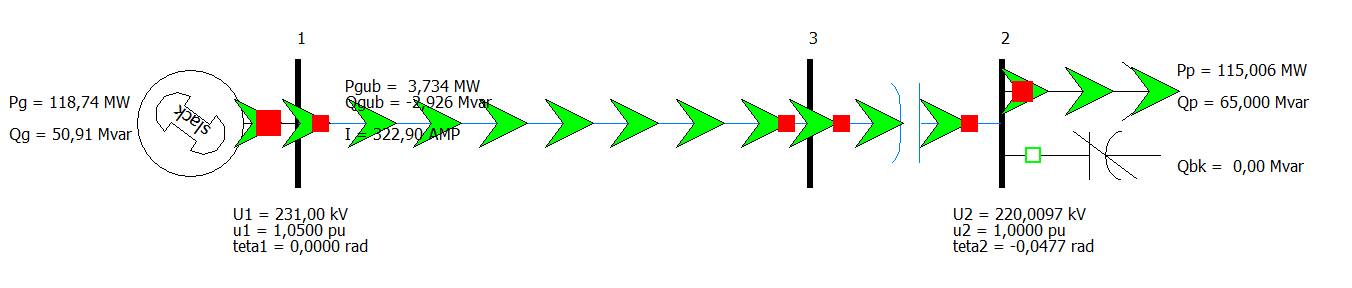 1
3
2
Pg = 118,74 MW
Qg = 50,91 Mvar
slack
Pgub =  3,734 MW
Qgub = -2,926 Mvar
I = 322,90 AMP
Pp = 115,006 MW
Qp = 65,000 Mvar
Qbk =  0,00 Mvar
U1 = 231,00 kV
u1 = 1,0500 pu
teta1 = 0,0000 rad
U2 = 220,0097 kV
u2 = 1,0000 pu
teta2 = -0,0477 rad